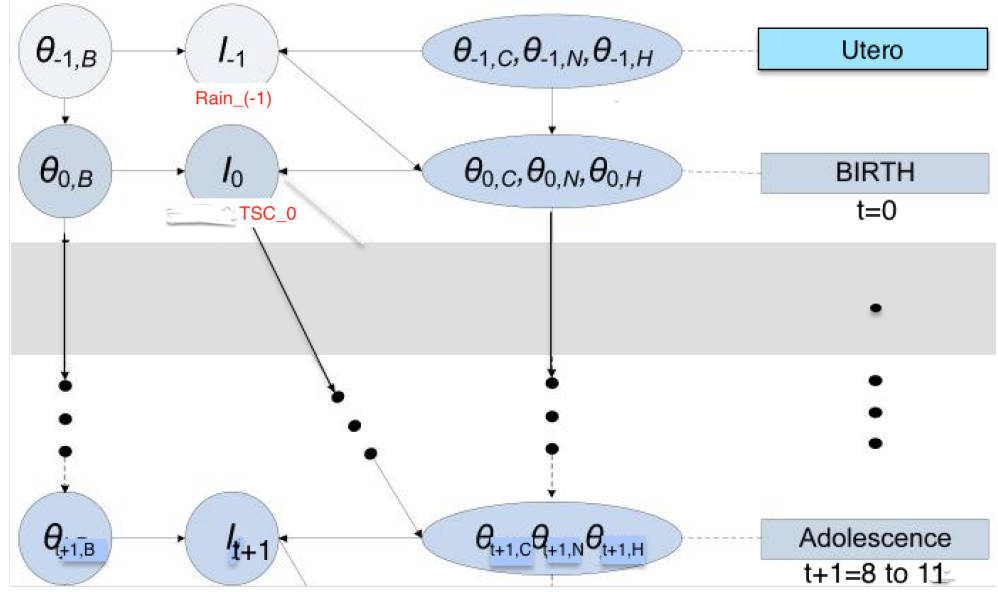 θ-1,B I-1 θ-1,C,θ-1,N,θ-1,H Utero
Rain_(-1)
θ0,B I0 θ0,C,θ0,N,θ0,H BIRTH
TSC_0 t=0
θt+1,B It+1 θt+1,Cθt+1,Nθt+1,H Adolescence
t+1=8 to 11